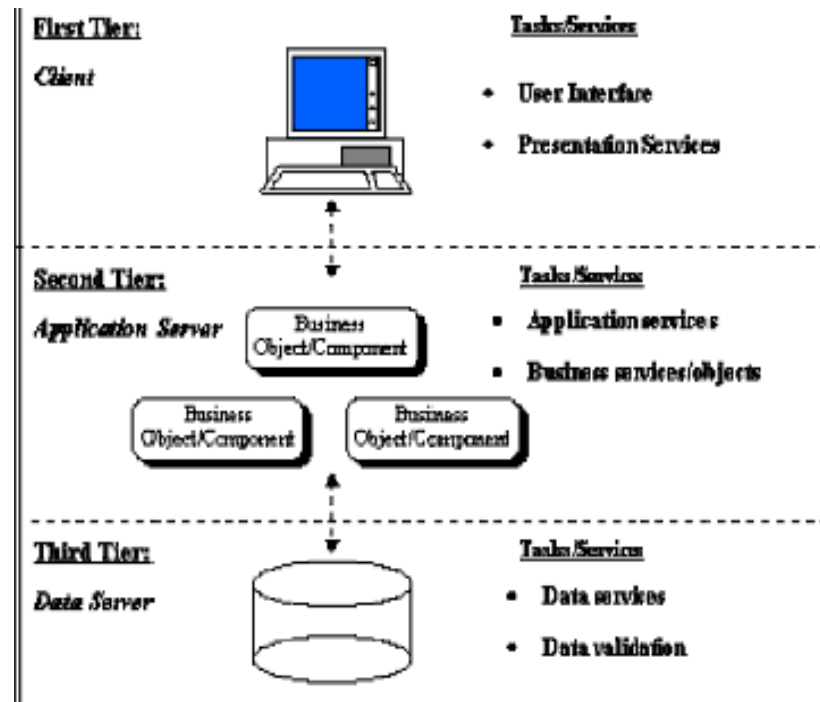 First Tier:
Tasks/Services
Client
• User Interface
• Presentation Services
Second Tier:
Tasks/Services
Application Server
Business
Object/Component
• Application services
• Business services/objects
Business
Object/Component
Business
Object/Component
Third Tier:
Tasks/Services
Data Server
• Data services
• Data validation